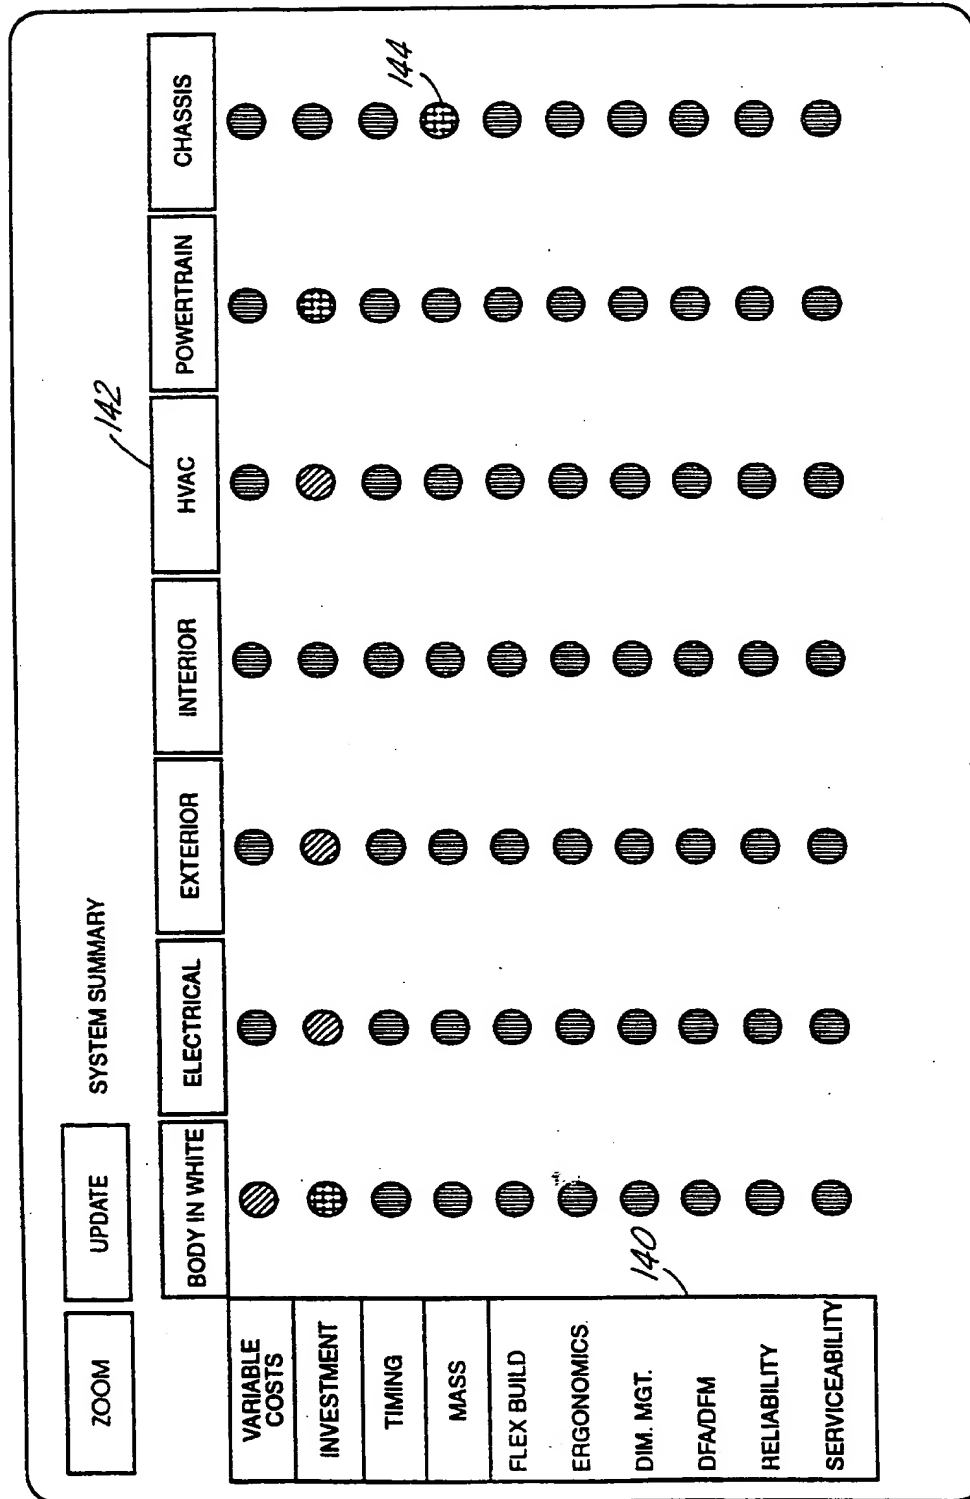 ZOOM
UPDATE
SYSTEM SUMMARY
142
BODY IN WHITE
ELECTRICAL
EXTERIOR
INTERIOR
HVAC
POWERTRAIN
CHASSIS
VARIABLE
COSTS
INVESTMENT
TIMING
MASS
144
FLEX BUILD
ERGONOMICS.
DIM. MGT.
140
DFA/DFM
RELIABILITY
SERVICEABILITY